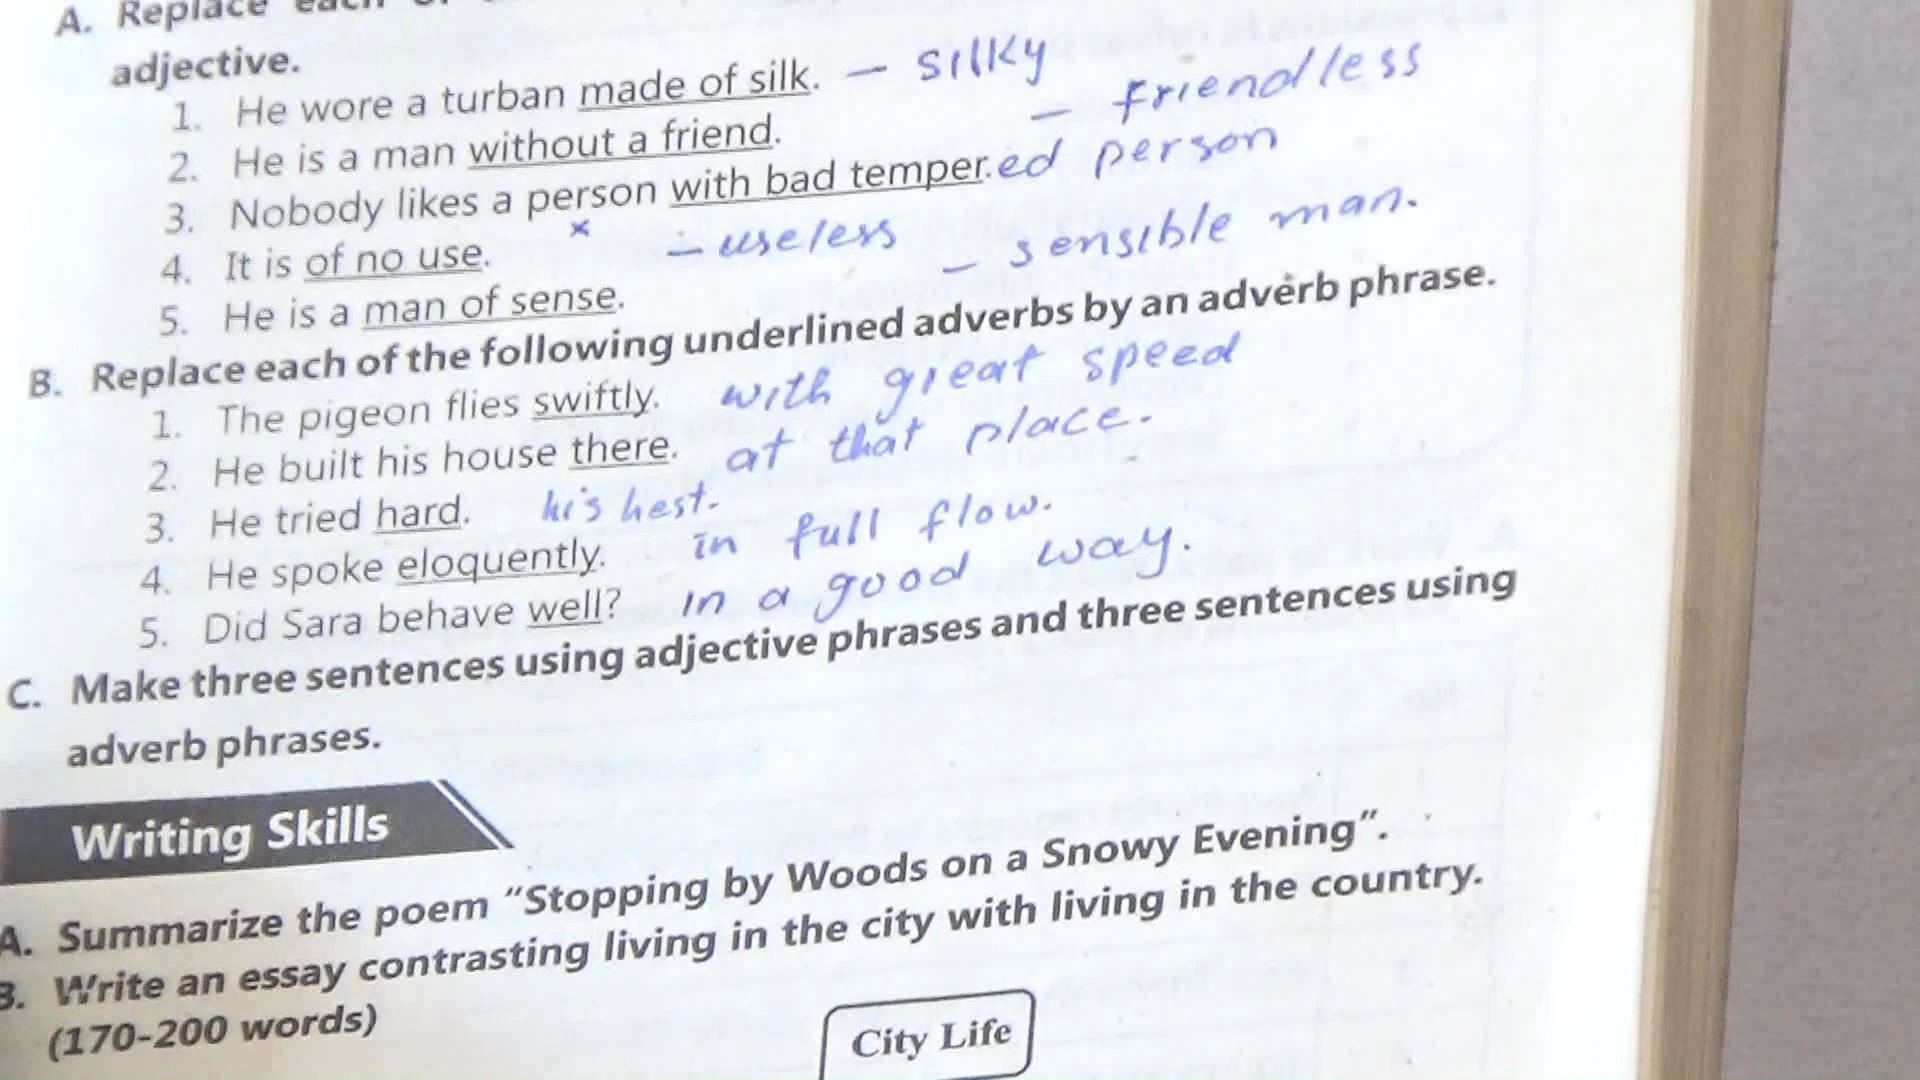 A. Replace each
adjective.
1. He wore a turban made of silk. – silky
2. He is a man without a friend. – friendless
3. Nobody likes a person with bad temper.ed person
4. It is of no use. – useless
5. He is a man of sense. – sensible man.
B. Replace each of the following underlined adverbs by an adverb phrase.
1. The pigeon flies swiftly. with great speed
2. He built his house there. at that place.
3. He tried hard. his best.
4. He spoke eloquently. in full flow.
5. Did Sara behave well? in a good way.
C. Make three sentences using adjective phrases and three sentences using
adverb phrases.
Writing Skills
A. Summarize the poem "Stopping by Woods on a Snowy Evening".
B. Write an essay contrasting living in the city with living in the country.
(170-200 words)
City Life